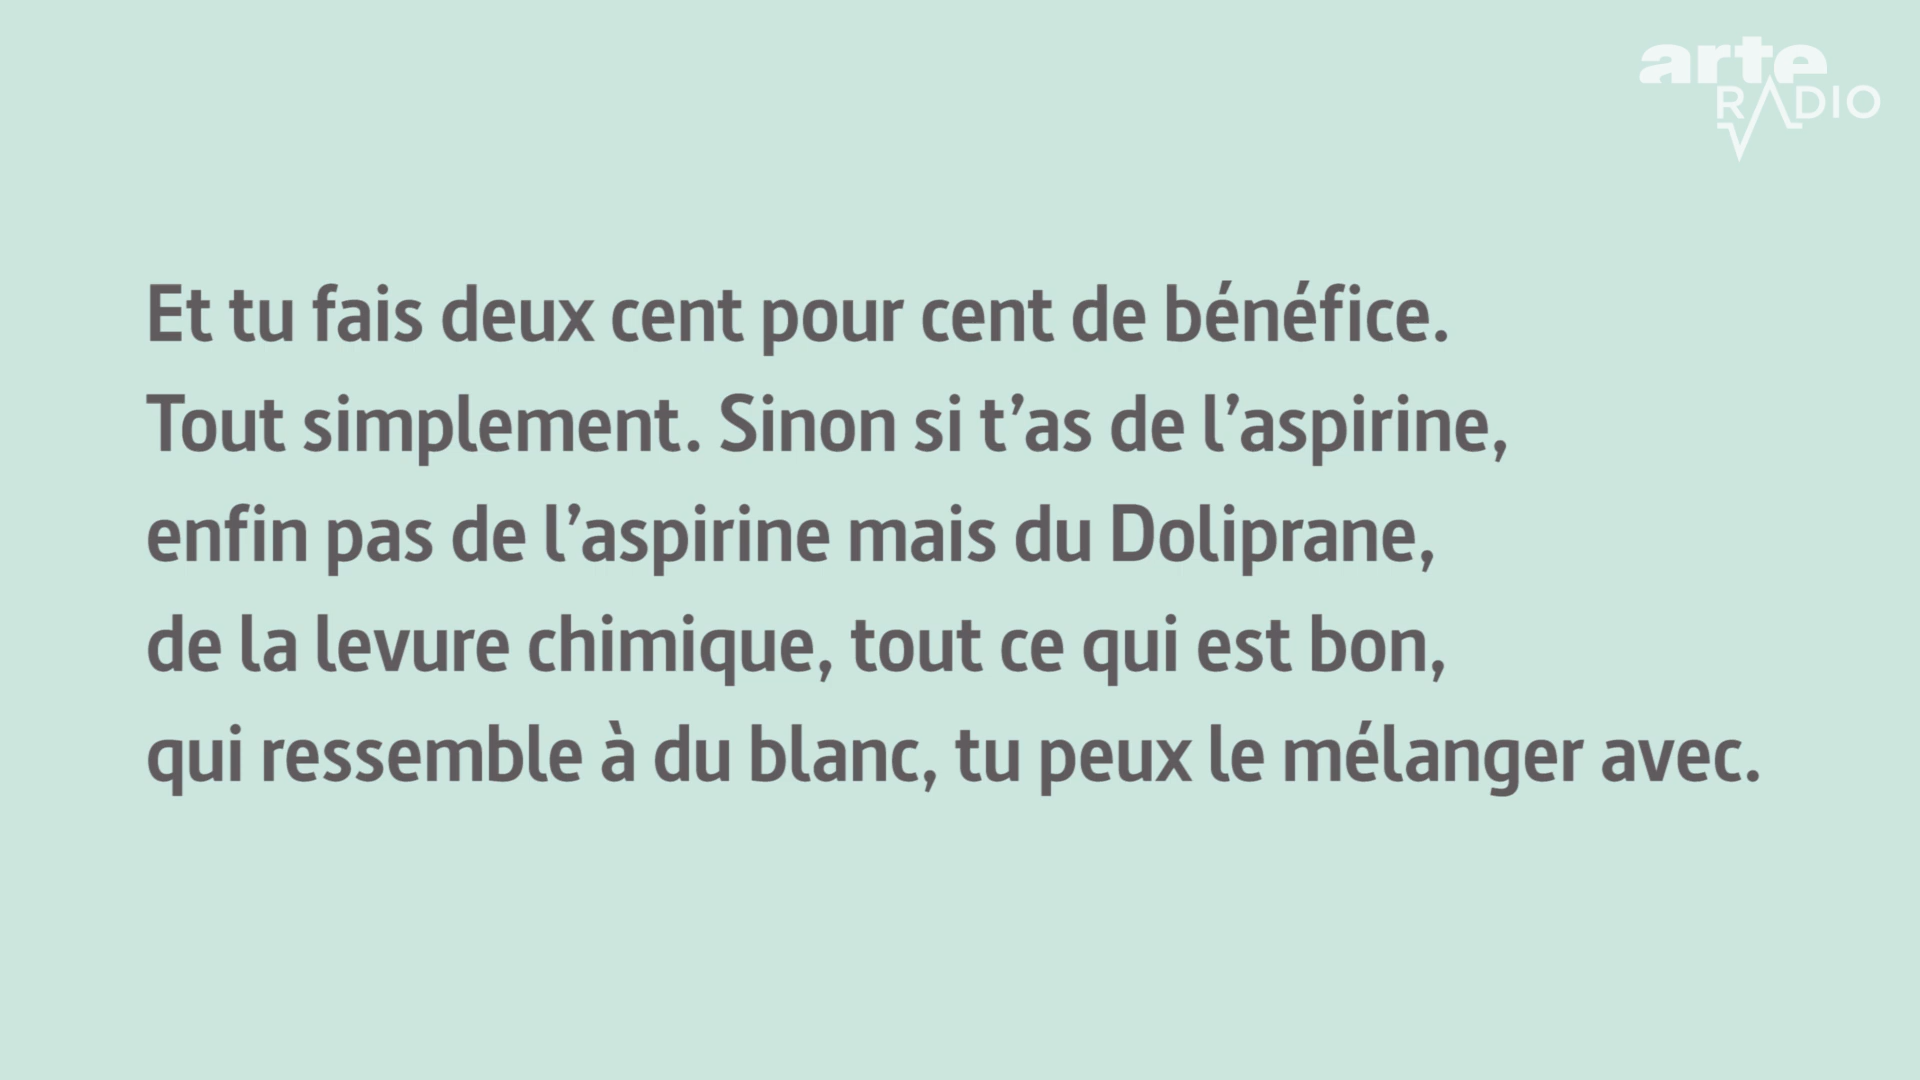 arte
RADIO
Et tu fais deux cent pour cent de bénéfice.
Tout simplement. Sinon si t’as de l’aspirine,
enfin pas de l’aspirine mais du Doliprane,
de la levure chimique, tout ce qui est bon,
qui ressemble à du blanc, tu peux le mélanger avec.